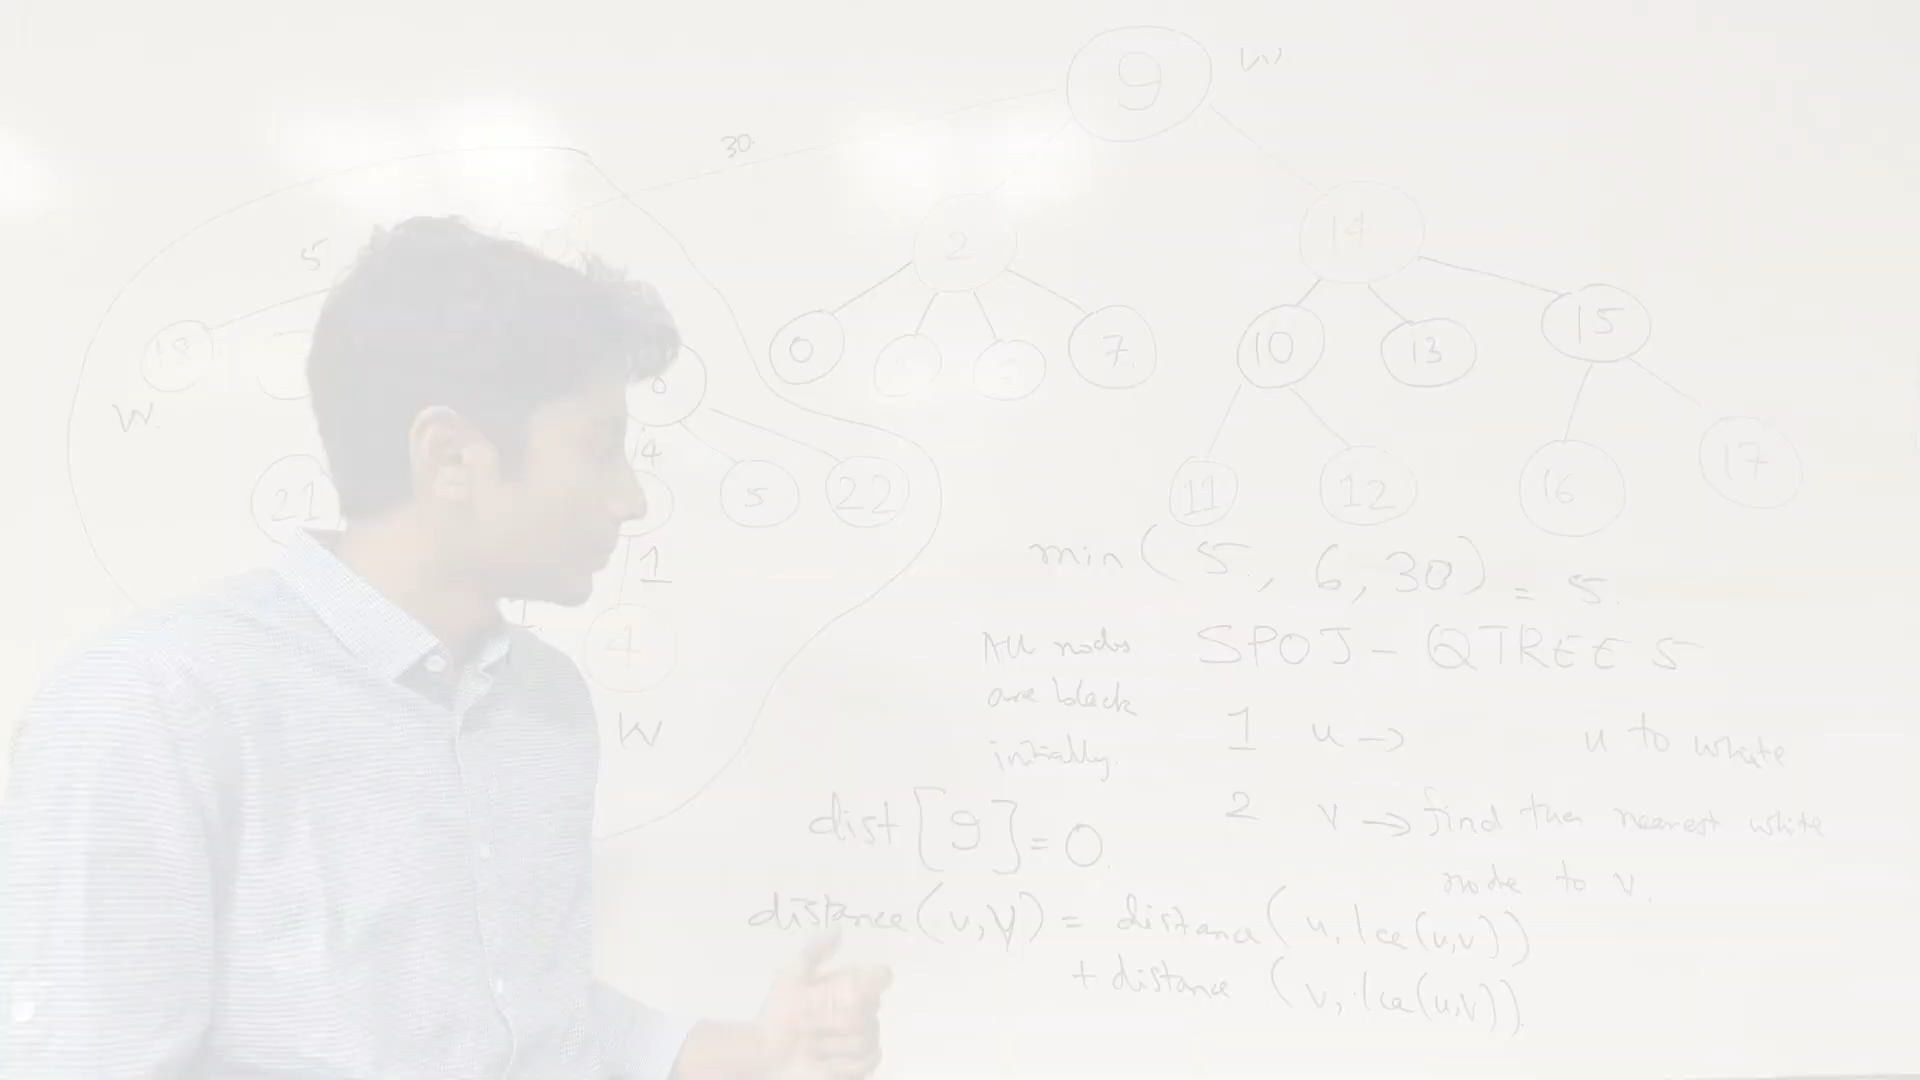 9 W
30
5
2 14
18 0 7 10 13 15
W.
4
21 5 22 11 12 16 17
1
min ( 5, 6, 30 ) = 5.
4
All nodes
are black
initially.
SPOJ - QTREE 5
W
1 u → u to white
2 v → find the nearest white
node to v.
dist [9] = 0.
distance (u, v) = distance ( u, lca(u,v))
+ distance ( v, lca(u,v)).